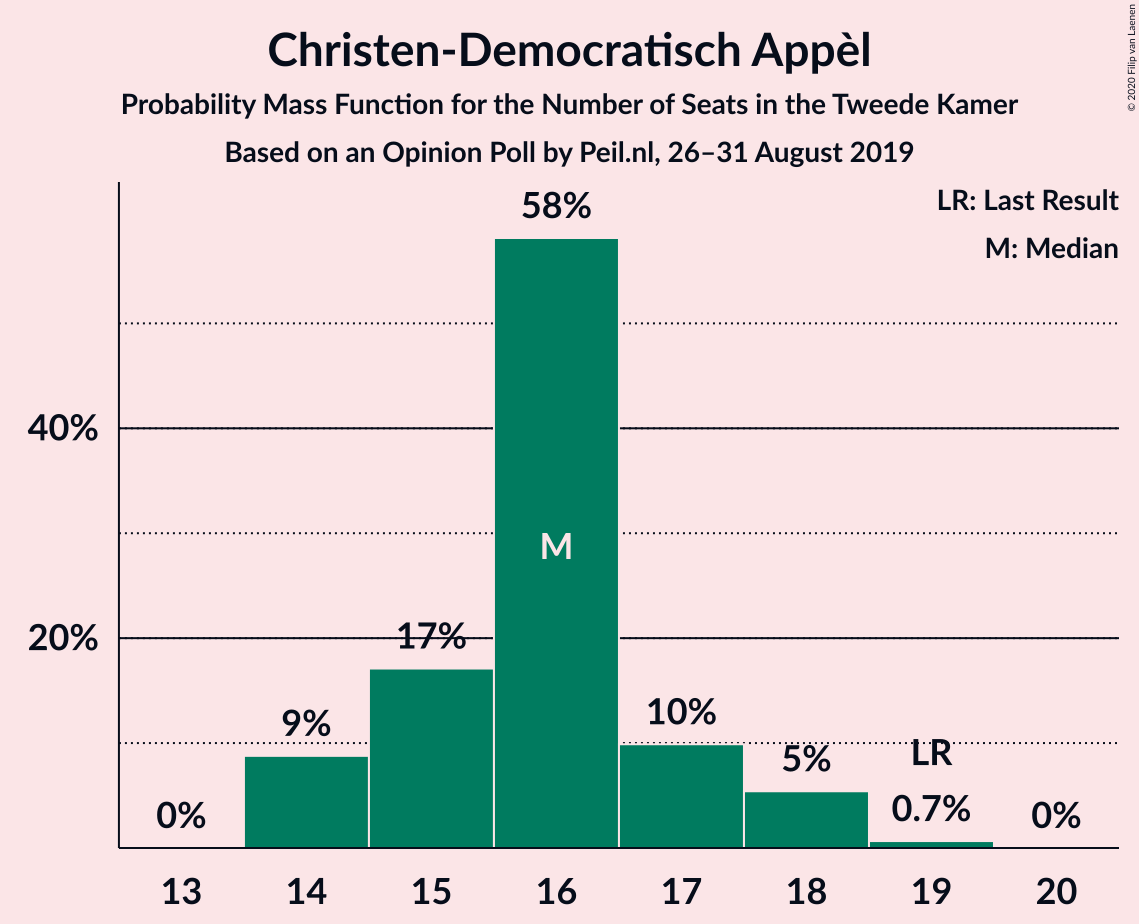 Christen-Democratisch Appèl
Probability Mass Function for the Number of Seats in the Tweede Kamer
Based on an Opinion Poll by Peil.nl, 26–31 August 2019
© 2020 Filip van Laenen
LR: Last Result
M: Median
58%
40%
M
20%
17%
10%
9%
LR
5%
0%
0.7%
0%
13 14 15 16 17 18 19 20